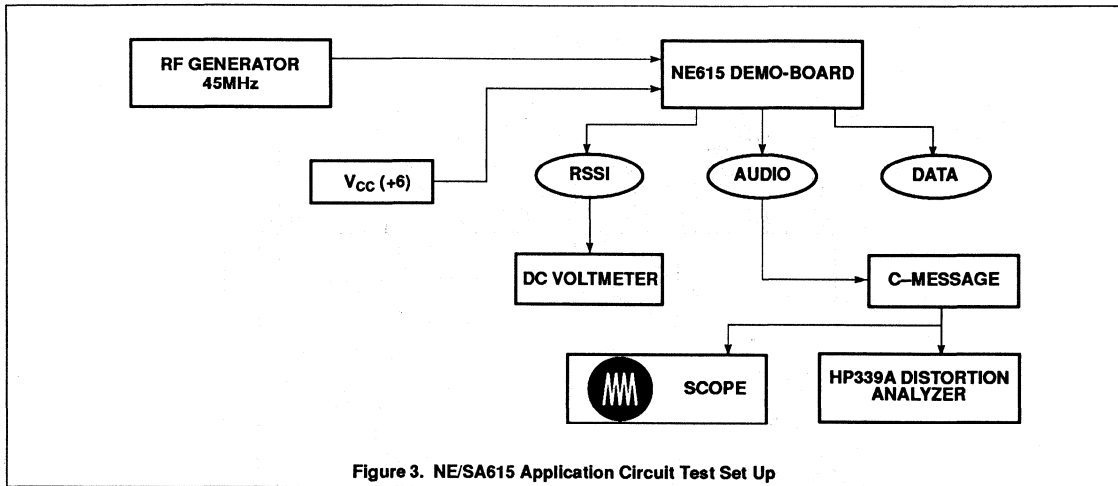 RF GENERATOR
45MHz
NE615 DEMO-BOARD
VCC (+6)
RSSI
AUDIO
DATA
DC VOLTMETER
C–MESSAGE
SCOPE
HP339A DISTORTION
ANALYZER
Figure 3. NE/SA615 Application Circuit Test Set Up